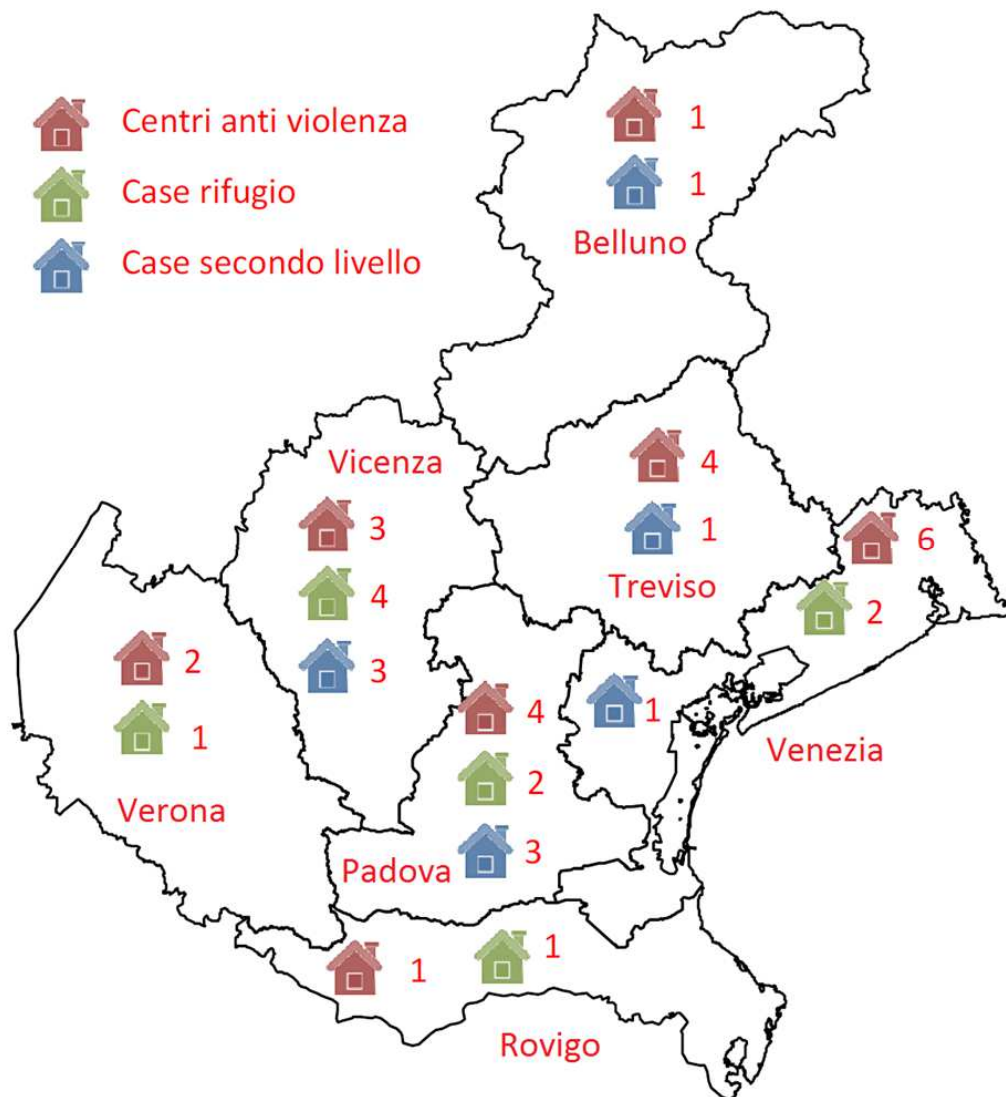 Centri anti violenza
Case rifugio
Case secondo livello
1
1
Belluno
Vicenza
3
4
3
4
1
Treviso
6
2
1
Venezia
2
1
Verona
4
2
3
Padova
1
1
Rovigo